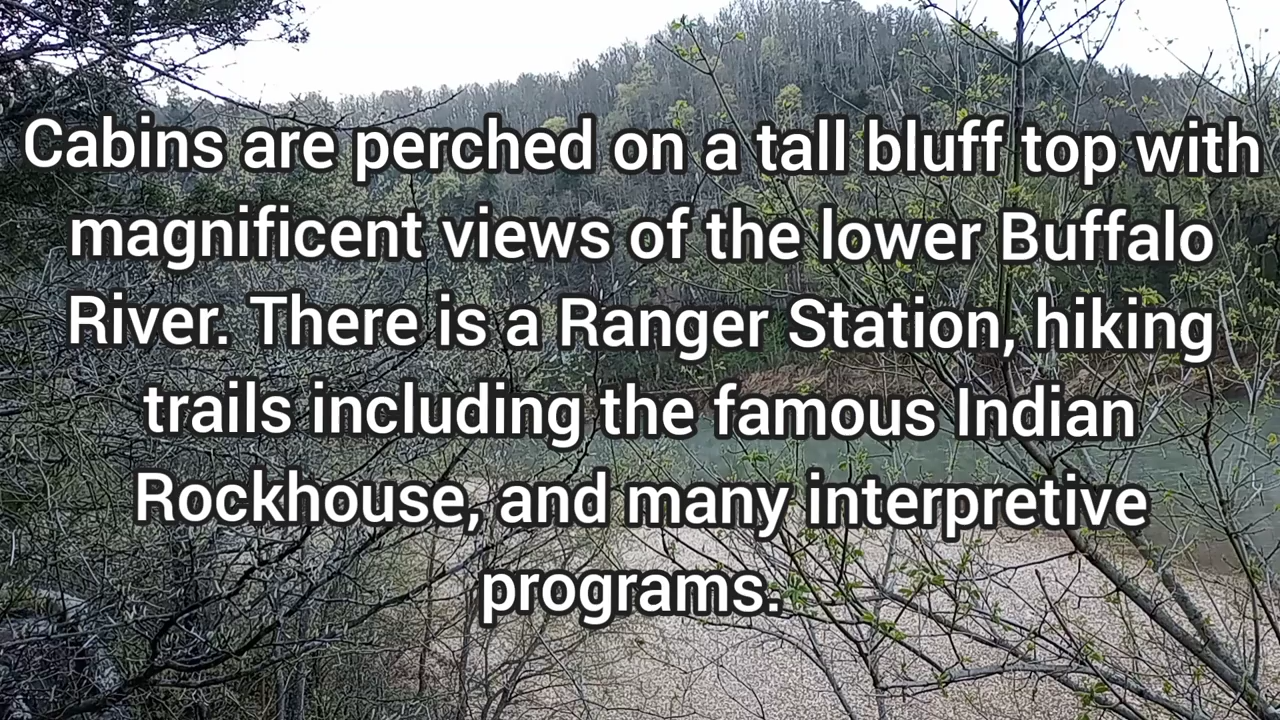 Cabins are perched on a tall bluff top with
magnificent views of the lower Buffalo
River. There is a Ranger Station, hiking
trails including the famous Indian
Rockhouse, and many interpretive
programs.